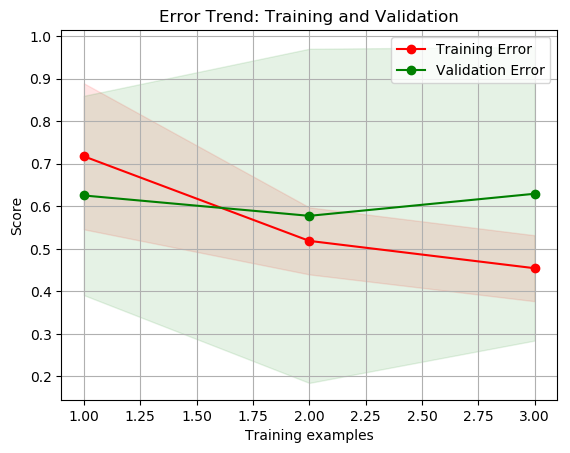 Error Trend: Training and Validation
Training Error
Validation Error
1.0
0.9
0.8
0.7
0.6
0.5
0.4
0.3
0.2
Score
1.00 1.25 1.50 1.75 2.00 2.25 2.50 2.75 3.00
Training examples